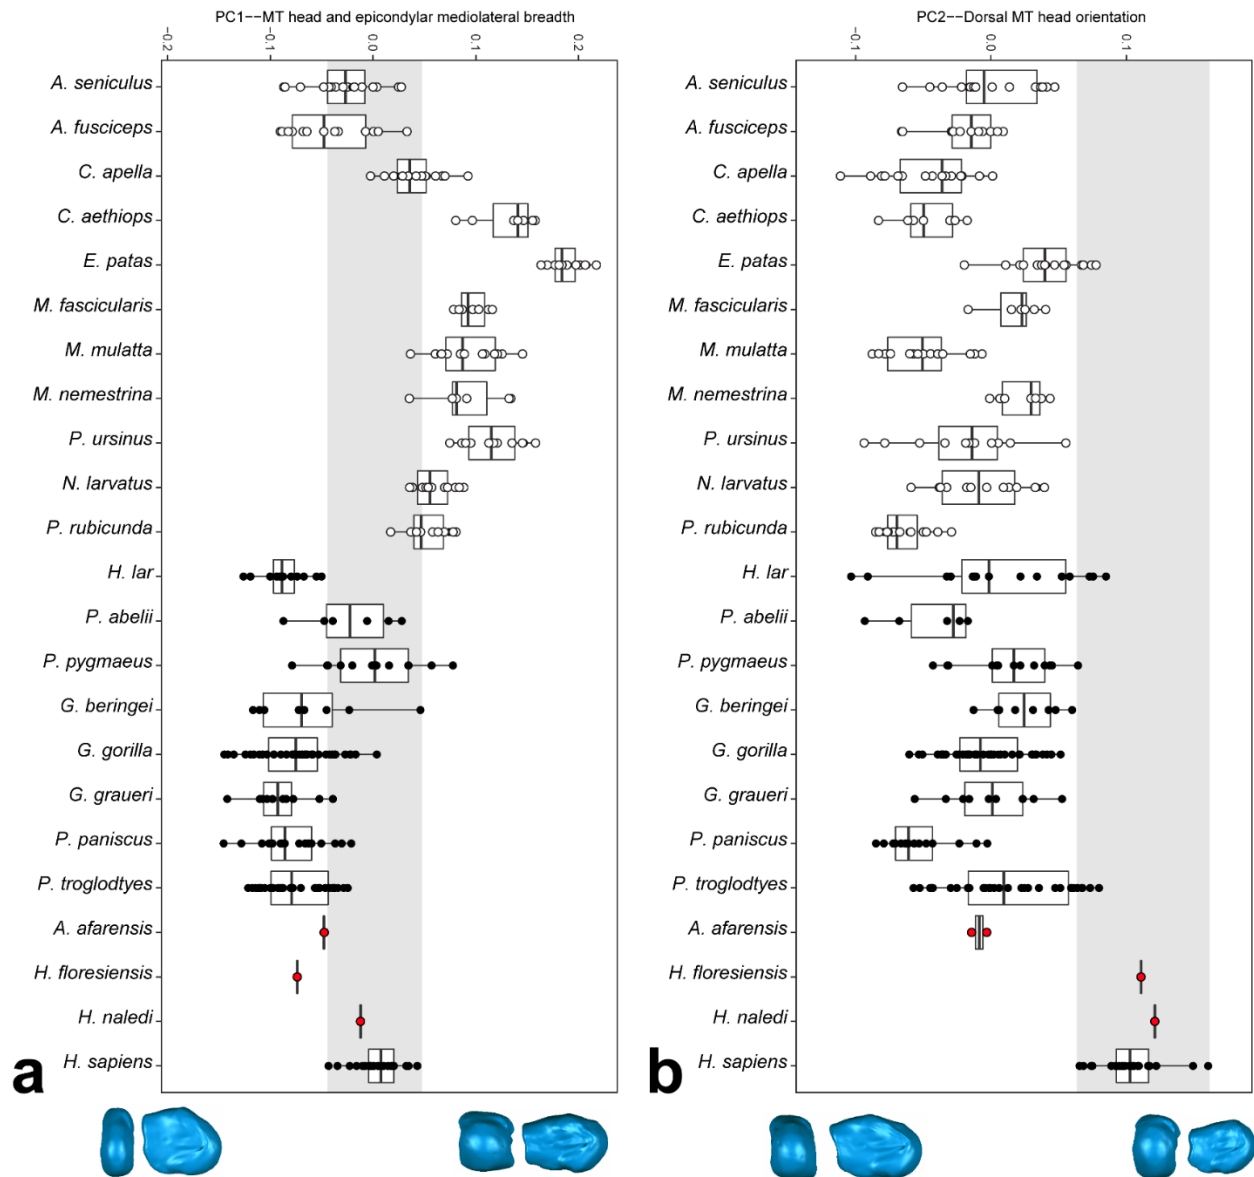 PC1−−MT head and epicondylar mediolateral breadth
-0.2
-0.1
0.0
0.1
0.2
A. seniculus
A. fusciceps
C. apella
C. aethiops
E. patas
M. fascicularis
M. mulatta
M. nemestrina
P. ursinus
N. larvatus
P. rubicunda
H. lar
P. abelii
P. pygmaeus
G. beringei
G. gorilla
G. graueri
P. paniscus
P. troglodtyes
A. afarensis
H. floresiensis
H. naledi
H. sapiens
a
PC2−−Dorsal MT head orientation
-0.1
0.0
0.1
A. seniculus
A. fusciceps
C. apella
C. aethiops
E. patas
M. fascicularis
M. mulatta
M. nemestrina
P. ursinus
N. larvatus
P. rubicunda
H. lar
P. abelii
P. pygmaeus
G. beringei
G. gorilla
G. graueri
P. paniscus
P. troglodtyes
A. afarensis
H. floresiensis
H. naledi
H. sapiens
b